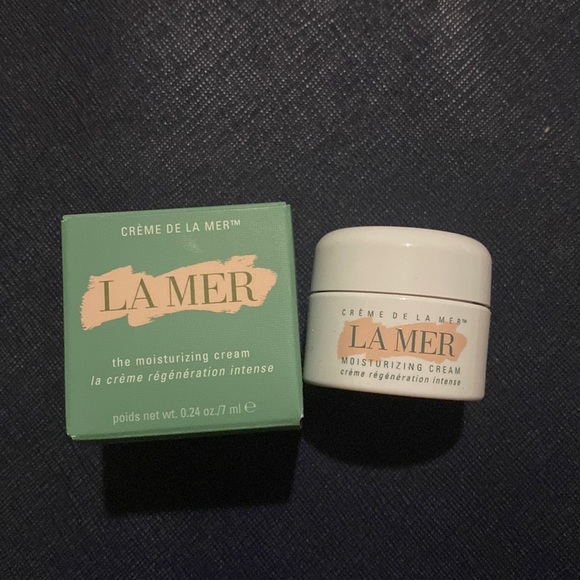 CRÈME DE LA MER™
LA MER
the moisturizing cream
la crème régénération intense
poids net wt. 0.24 oz./7 ml ℮
CRÈME DE LA MER™
LA MER
MOISTURIZING CREAM
crème régénération intense